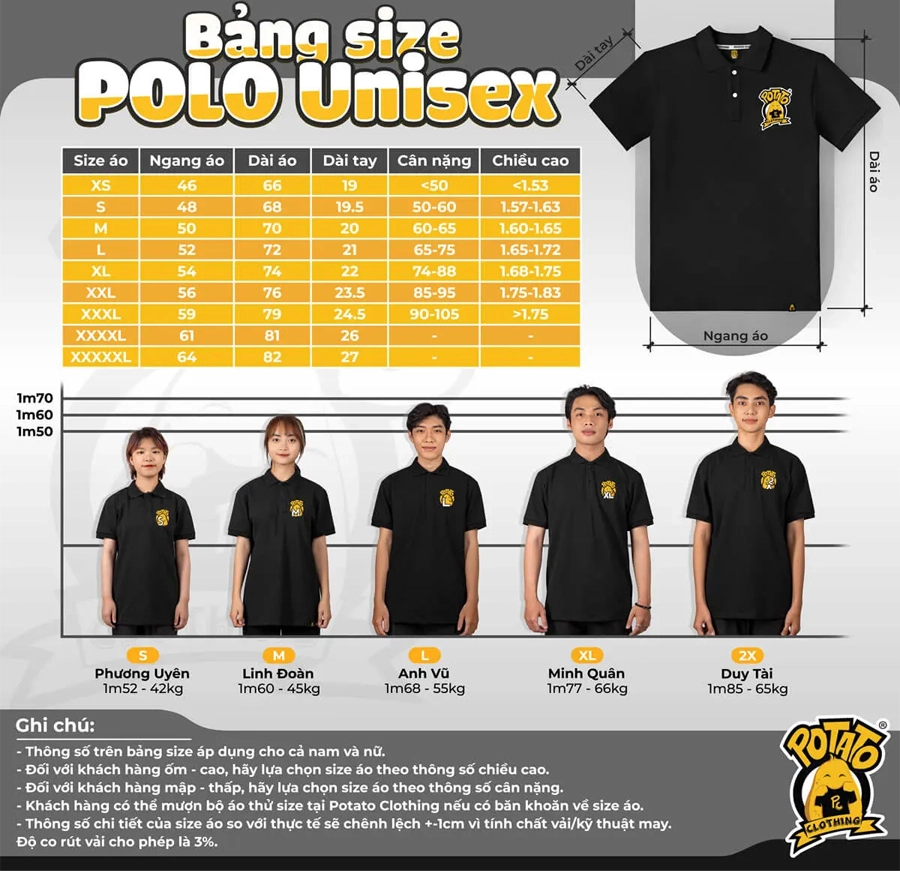 Bảng size
POLO Unisex
Dài tay
POTATO
Dài áo
Ngang áo
Size áo Ngang áo Dài áo Dài tay Cân nặng Chiều cao
XS 46 66 19 <50 <1.53
S 48 68 19.5 50-60 1.57-1.63
M 50 70 20 60-65 1.60-1.65
L 52 72 21 65-75 1.65-1.72
XL 54 74 22 74-88 1.68-1.75
XXL 56 76 23.5 85-95 1.75-1.83
XXXL 59 79 24.5 90-105 >1.75
XXXXL 61 81 26 - -
XXXXXL 64 82 27 - -
1m70
1m60
1m50
S M L XL 2X
Phương Uyên Linh Đoàn Anh Vũ Minh Quân Duy Tài
1m52 - 42kg 1m60 - 45kg 1m68 - 55kg 1m77 - 66kg 1m85 - 65kg
Ghi chú:
- Thông số trên bảng size áp dụng cho cả nam và nữ.
- Đối với khách hàng ốm - cao, hãy lựa chọn size áo theo thông số chiều cao.
- Đối với khách hàng mập - thấp, hãy lựa chọn size áo theo thông số cân nặng.
- Khách hàng có thể mượn bộ áo thử size tại Potato Clothing nếu có băn khoăn về size áo.
- Thông số chi tiết của size áo so với thực tế sẽ chênh lệch +-1cm vì tính chất vải/kỹ thuật may.
Độ co rút vải cho phép là 3%.
POTATO ®
CLOTHING